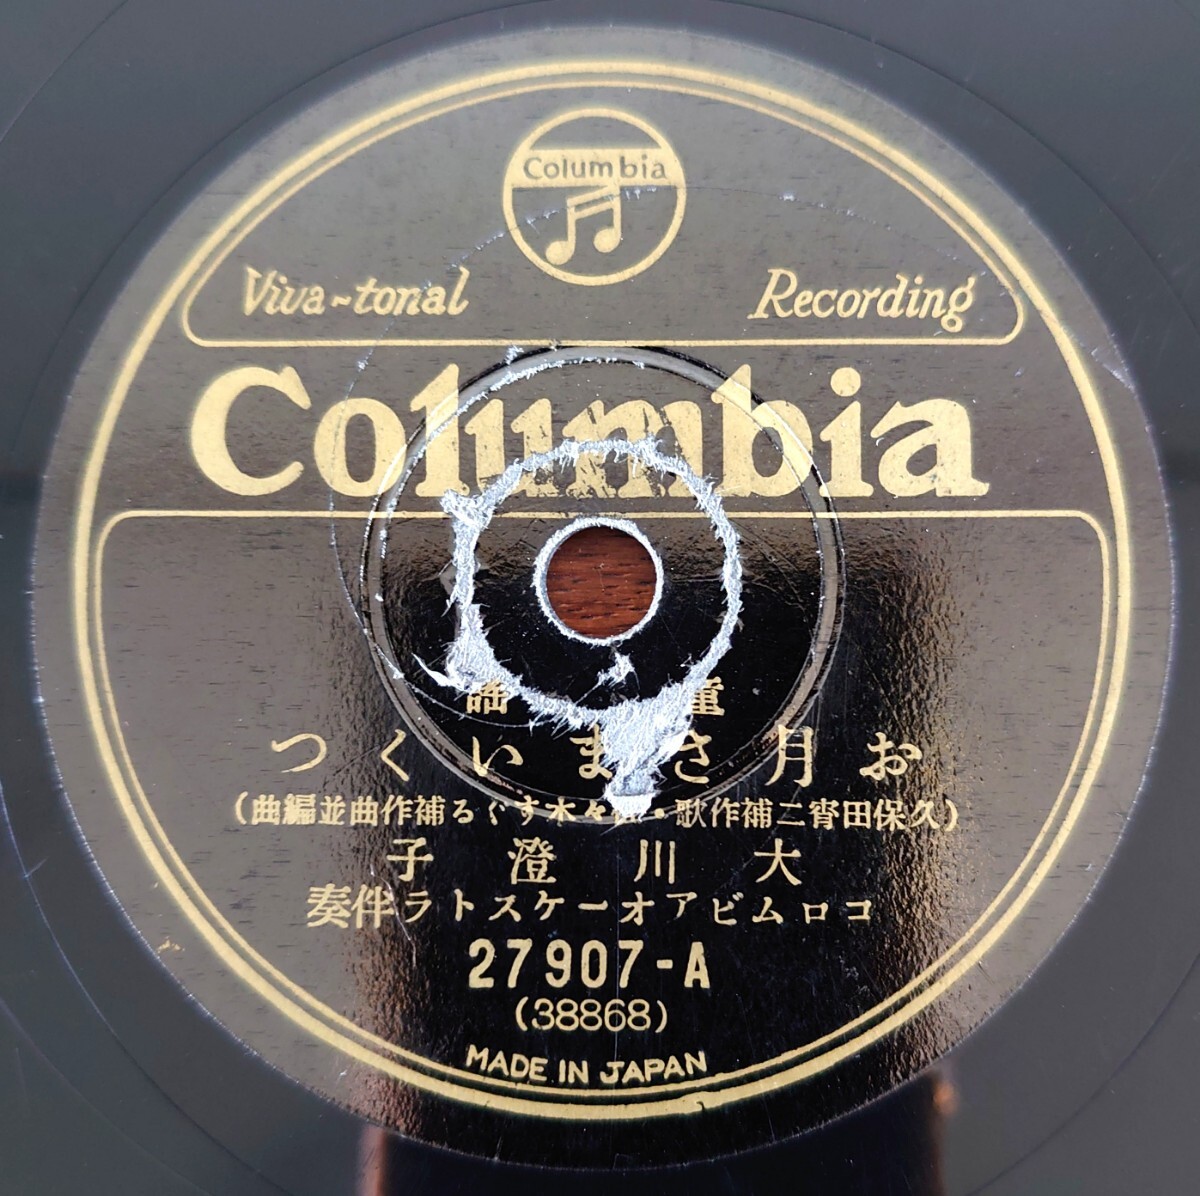 Columbia
Viva-tonal Recording
Columbia
童謡
お月さまいくつ
(久保田宵二補作歌・佐々木すぐる補作曲並編曲)
大川澄子
コロムビアオーケストラ伴奏
27907-A
(38868)
MADE IN JAPAN